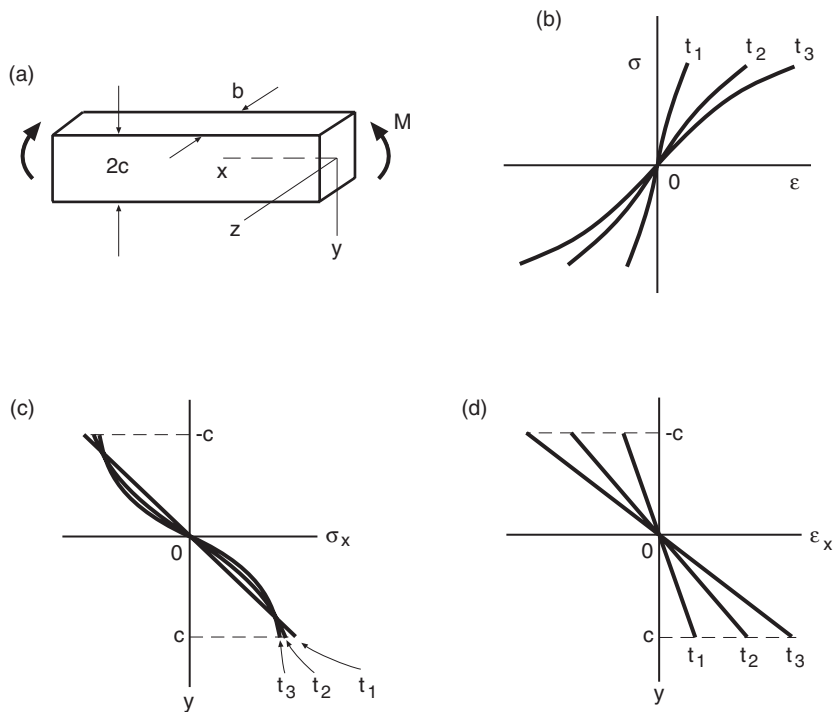 (a)
b
M
2c
x
z
y
(b)
σ
t1
t2
t3
0
ε
(c)
-c
0
σx
c
t3
t2
t1
y
(d)
-c
0
εx
c
t1
t2
t3
y